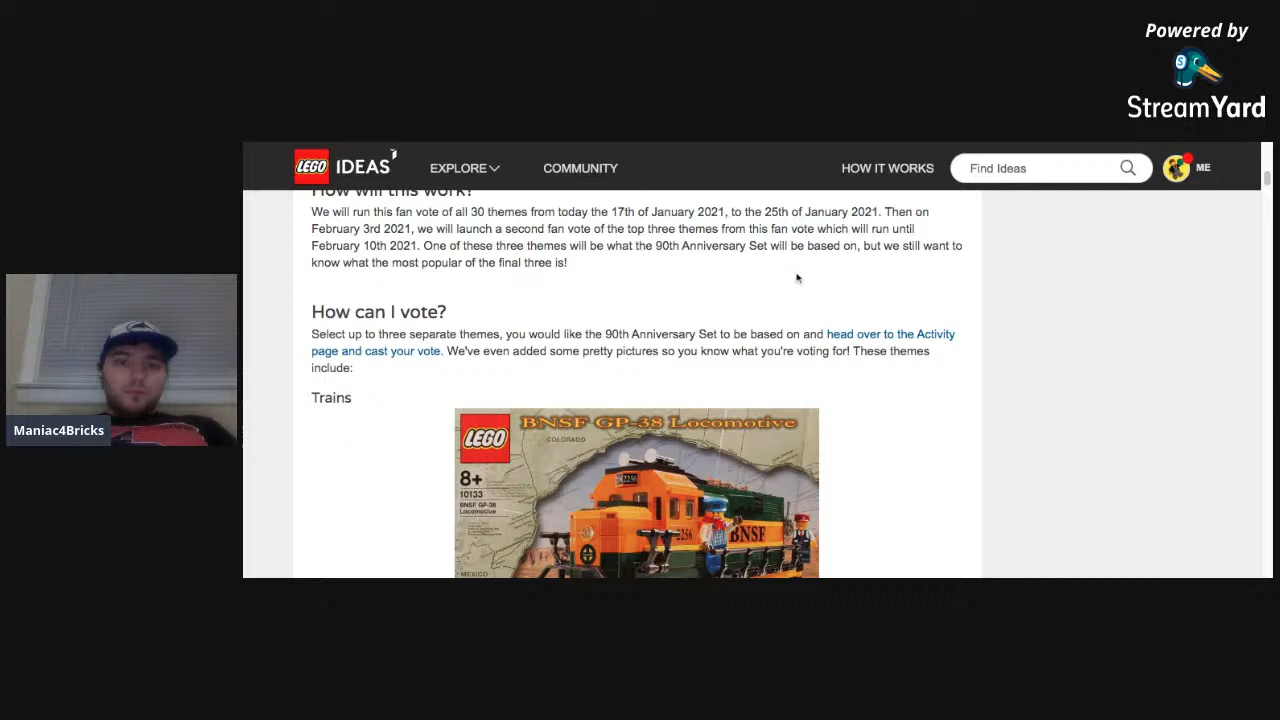 Powered by
StreamYard
LEGO IDEAS
EXPLORE
COMMUNITY
HOW IT WORKS
Find Ideas
ME
How will this work?
We will run this fan vote of all 30 themes from today the 17th of January 2021, to the 25th of January 2021. Then on
February 3rd 2021, we will launch a second fan vote of the top three themes from this fan vote which will run until
February 10th 2021. One of these three themes will be what the 90th Anniversary Set will be based on, but we still want to
know what the most popular of the final three is!
How can I vote?
Select up to three separate themes, you would like the 90th Anniversary Set to be based on and head over to the Activity
page and cast your vote. We've even added some pretty pictures so you know what you're voting for! These themes
include:
Trains
LEGO
BNSF GP-38 Locomotive
COLORADO
8+
10133
BNSF GP-38
Locomotive
2256
BNSF
MEXICO
Maniac4Bricks